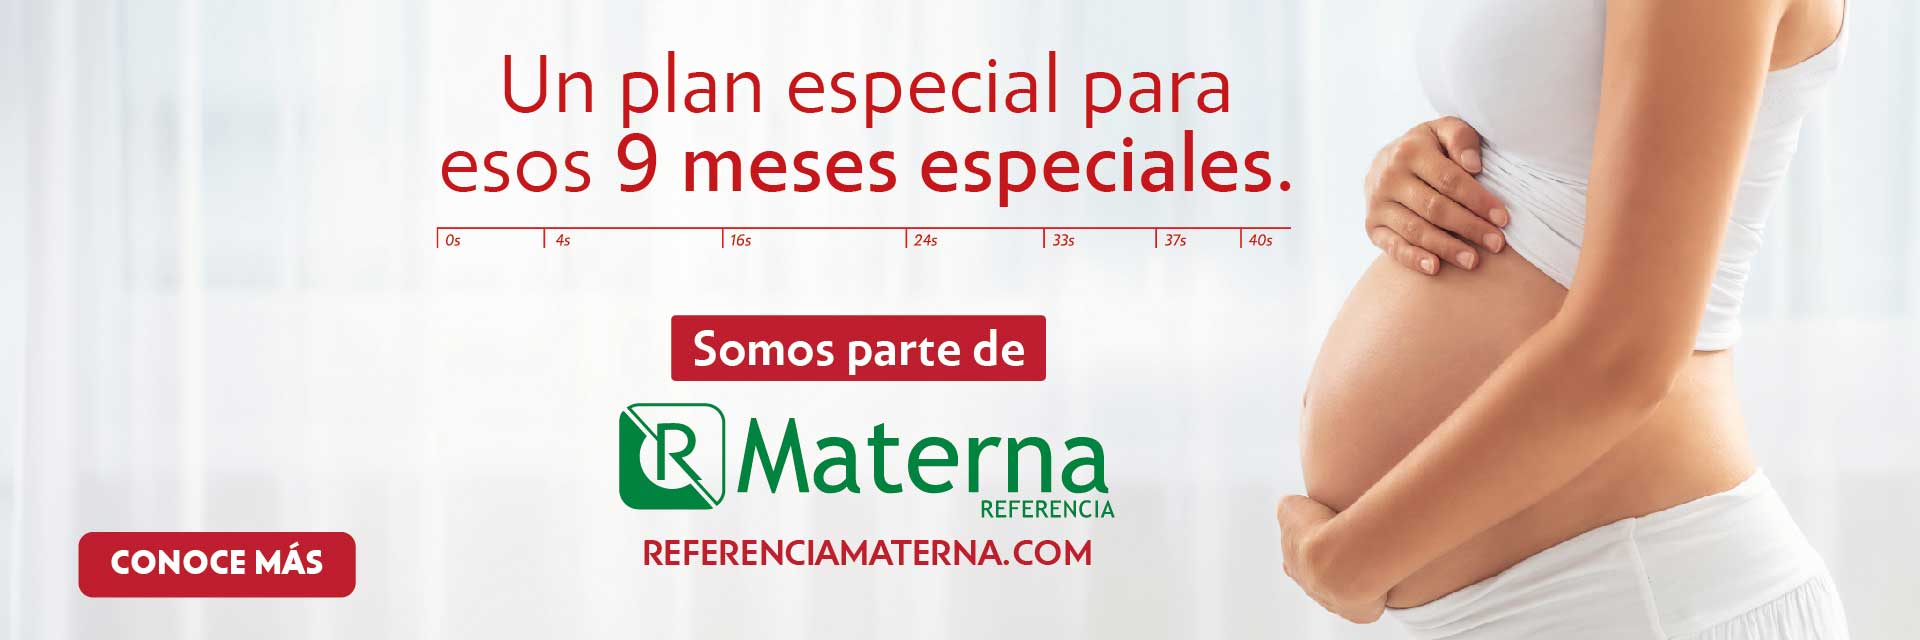 Un plan especial para
esos 9 meses especiales.
0s 4s 16s 24s 33s 37s 40s
Somos parte de
R Materna
REFERENCIA
REFERENCIAMATERNA.COM
CONOCE MÁS